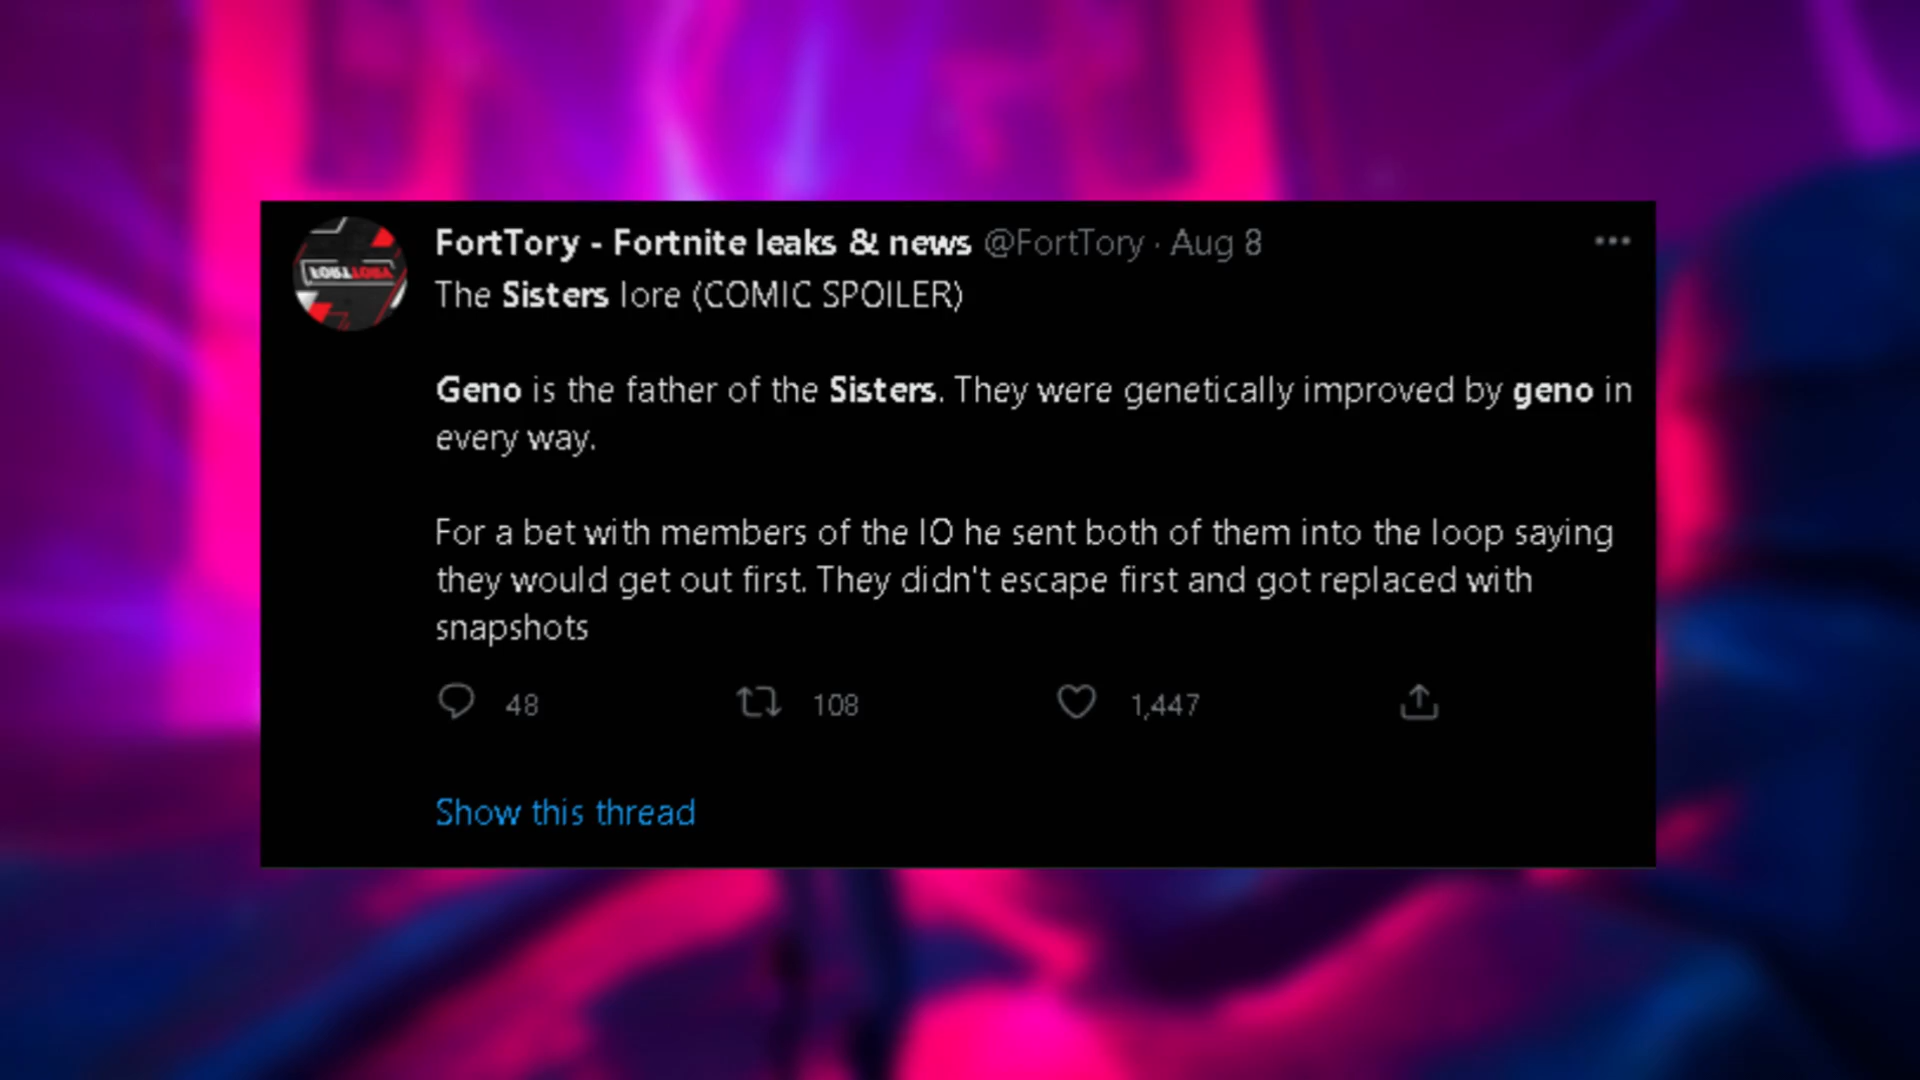 FortTory - Fortnite leaks & news @FortTory · Aug 8
The Sisters lore (COMIC SPOILER)
Geno is the father of the Sisters. They were genetically improved by geno in
every way.
For a bet with members of the IO he sent both of them into the loop saying
they would get out first. They didn't escape first and got replaced with
snapshots
48 108 1,447
Show this thread